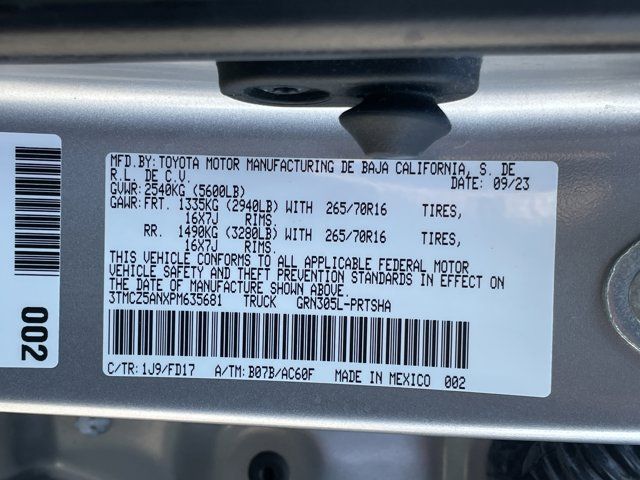 MFD.BY:TOYOTA MOTOR MANUFACTURING DE BAJA CALIFORNIA, S. DE
R.L. DE C.V. DATE: 09/23
GVWR:2540KG (5600LB)
GAWR:FRT. 1335KG (2940LB) WITH 265/70R16 TIRES,
16X7J RIMS.
RR. 1490KG (3280LB) WITH 265/70R16 TIRES,
16X7J RIMS.
THIS VEHICLE CONFORMS TO ALL APPLICABLE FEDERAL MOTOR
VEHICLE SAFETY AND THEFT PREVENTION STANDARDS IN EFFECT ON
THE DATE OF MANUFACTURE SHOWN ABOVE.
3TMCZ5ANXPM635681 TRUCK GRN305L-PRTSHA
C/TR: 1J9/FD17 A/TM: B07B/AC60F MADE IN MEXICO 002
002